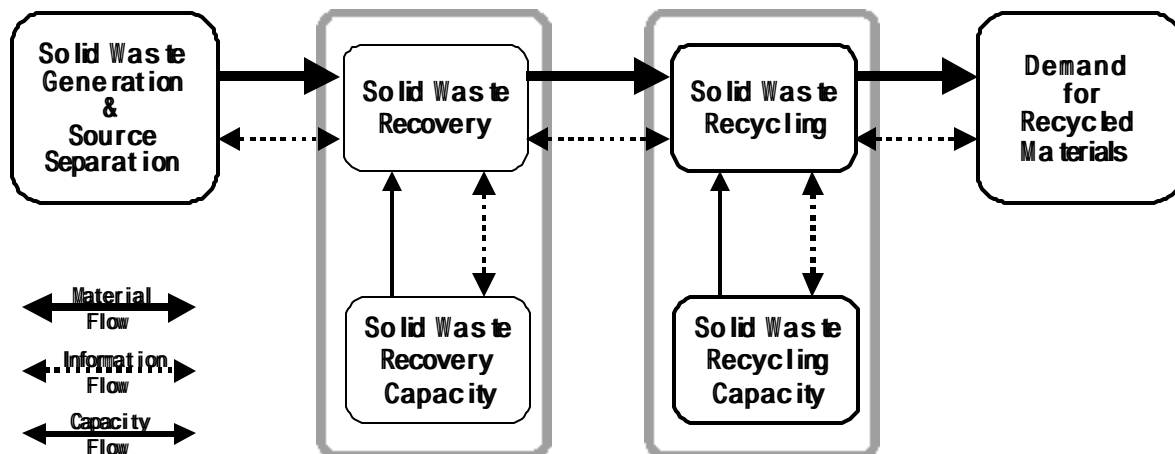 Solid Waste
Generation
&
Source
Separation
Solid Waste
Recovery
Solid Waste
Recycling
Demand
for
Recycled
Materials
Solid Waste
Recovery
Capacity
Solid Waste
Recycling
Capacity
Material
Flow
Information
Flow
Capacity
Flow